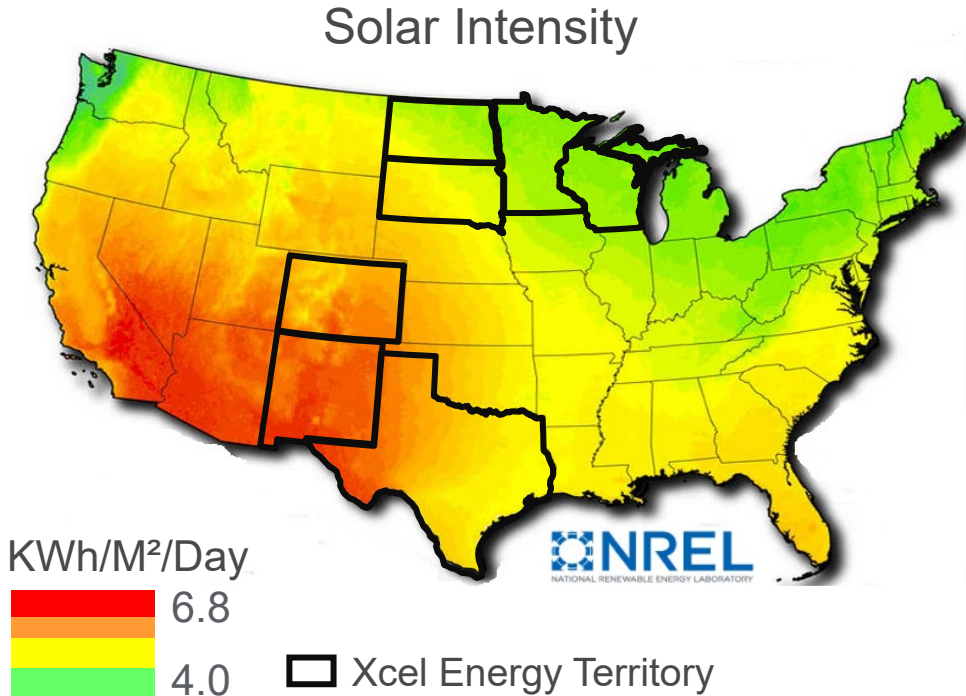 Solar Intensity
NREL
NATIONAL RENEWABLE ENERGY LABORATORY
KWh/M²/Day
6.8
4.0
Xcel Energy Territory